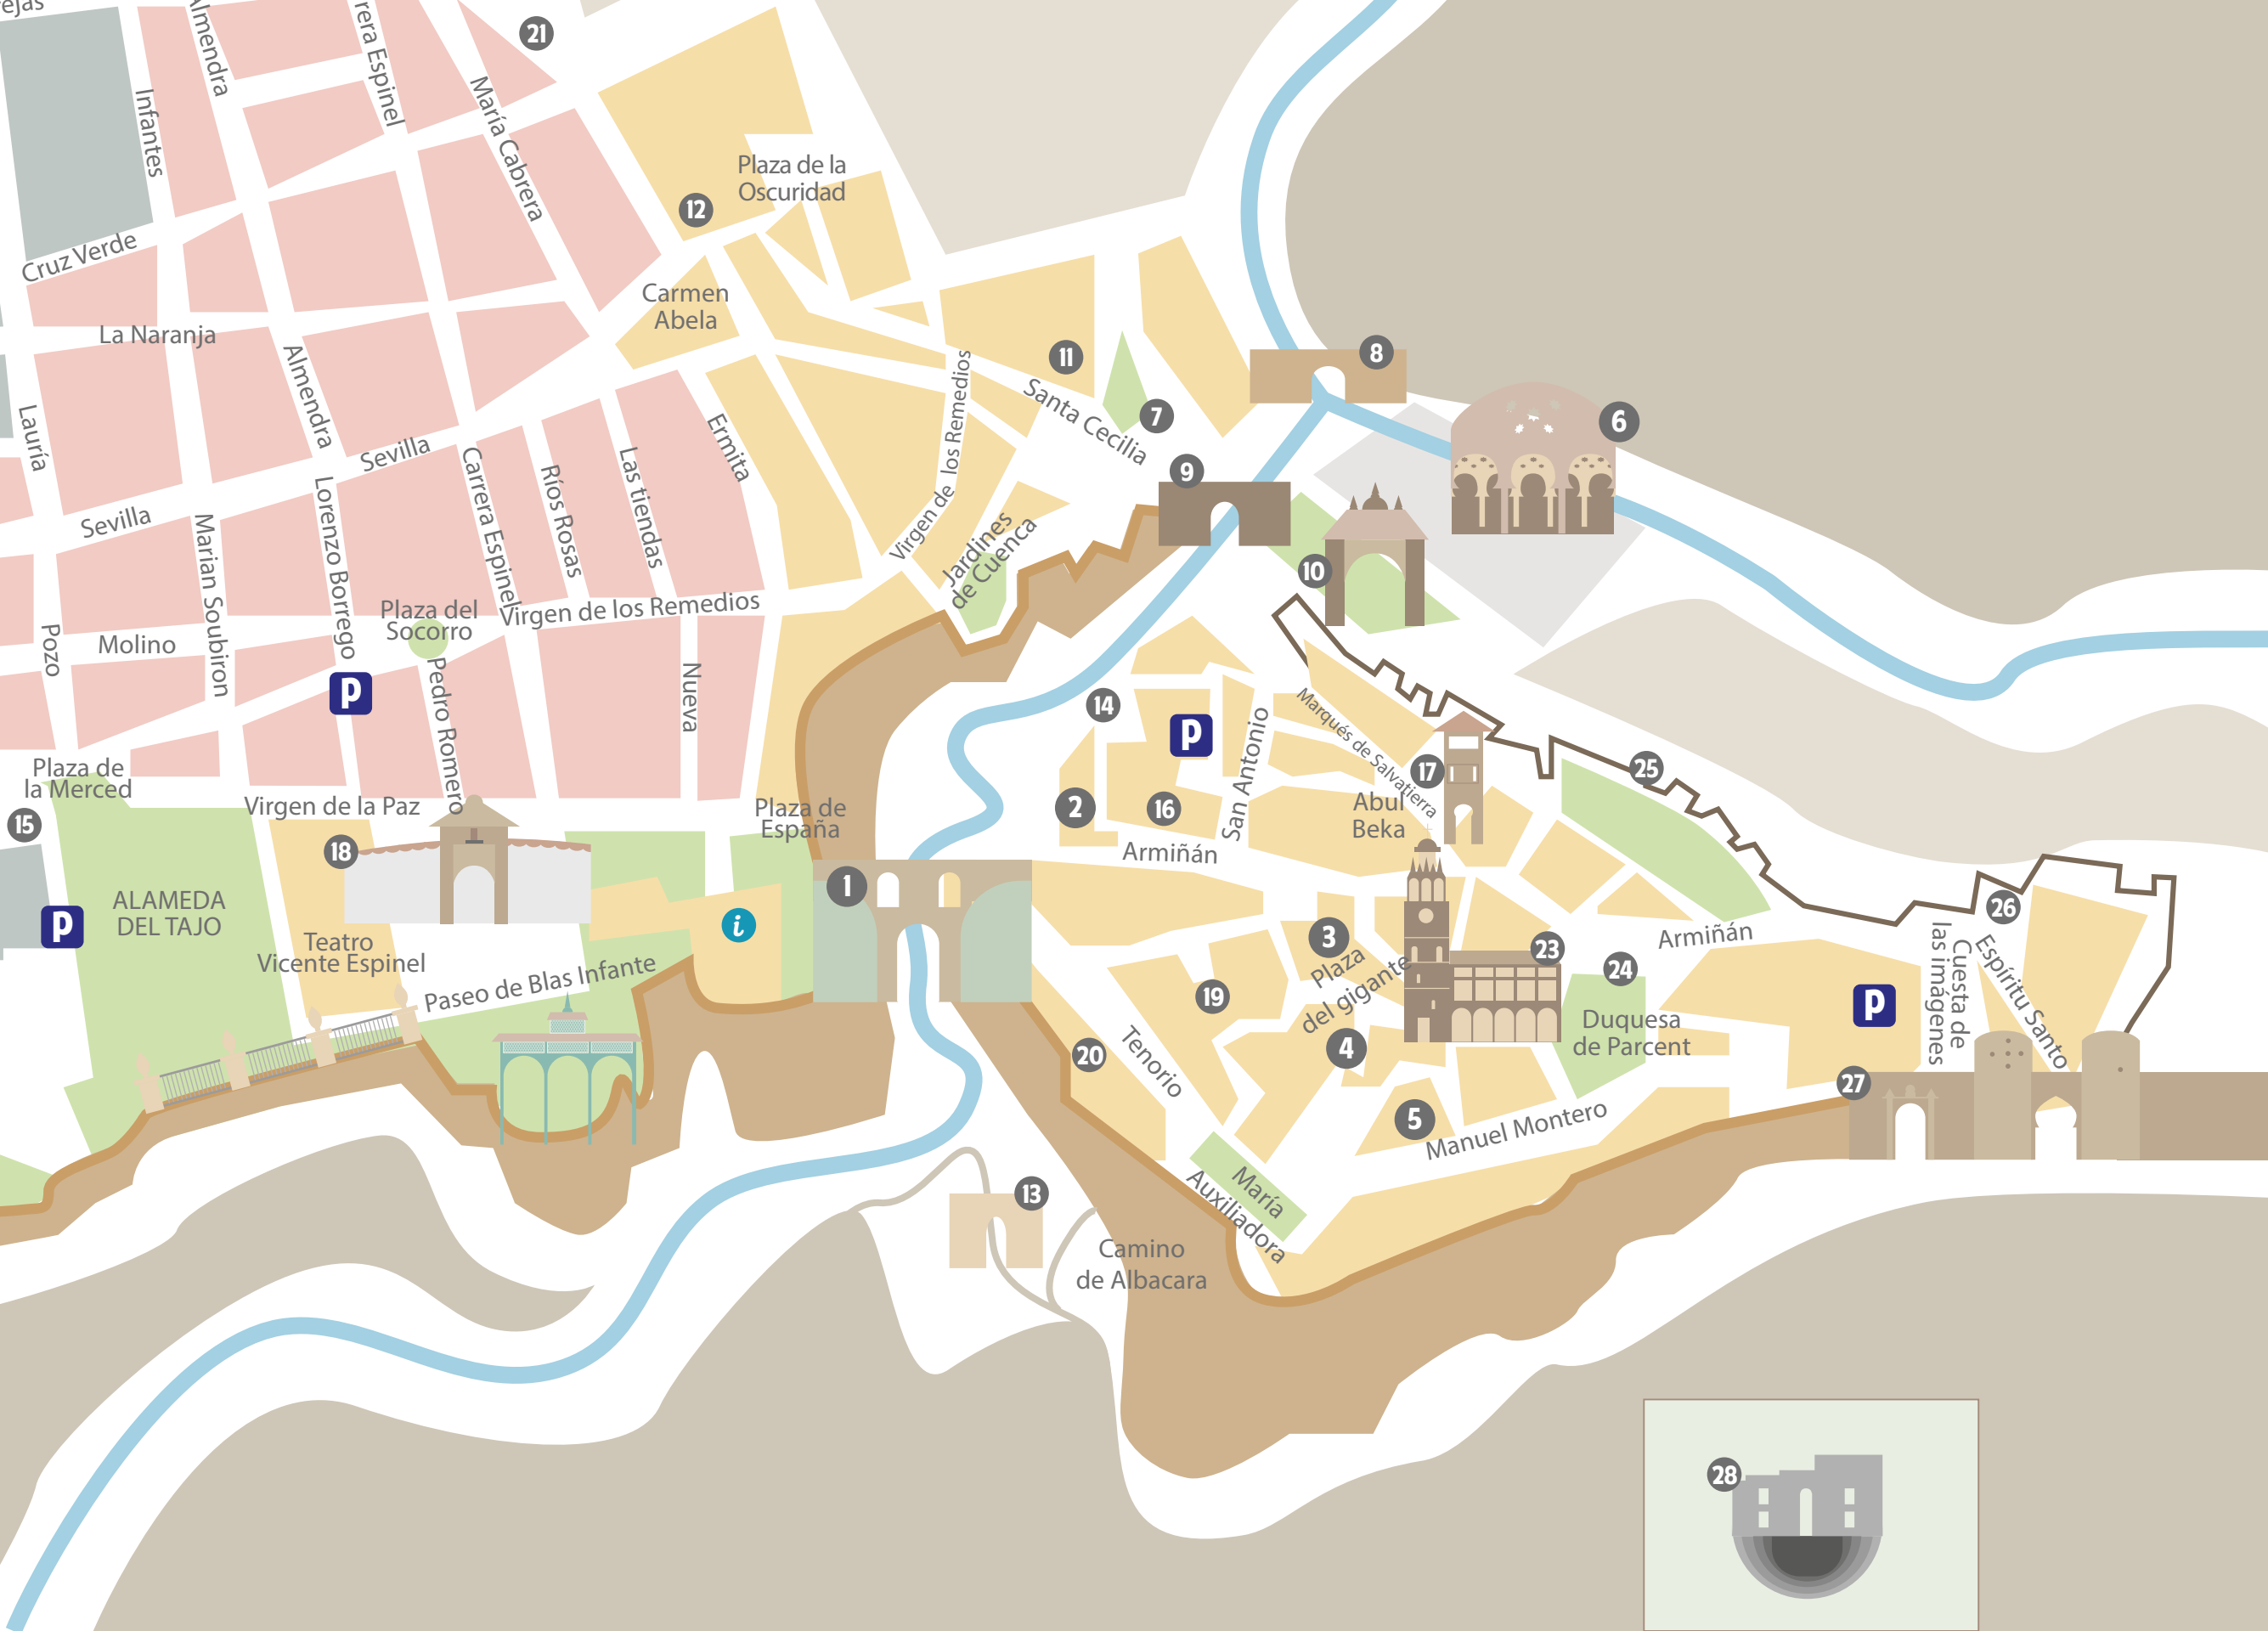 ejas
Almendra
rera Espinel
21
María Cabrera
Infantes
Plaza de la
Oscuridad
12
Cruz Verde
Carmen
Abela
La Naranja
Almendra
Lauría
Sevilla
Sevilla
Ermita
Las tiendas
Ríos Rosas
Carrera Espinel
Lorenzo Borrego
Marian Soubiron
Virgen de los Remedios
11
Santa Cecilia
7
8
9
6
10
Jardines
de Cuenca
Plaza del
Socorro
Virgen de los Remedios
Molino
Pozo
P
Pedro Romero
Nueva
14
P
San Antonio
Marqués de Salvatierra
17
25
Plaza de
la Merced
15
Virgen de la Paz
18
Plaza de
España
2
16
Abul
Beka
Armiñán
1
ALAMEDA
DEL TAJO
P
i
Teatro
Vicente Espinel
Paseo de Blas Infante
3
Plaza
del gigante
23
24
Armiñán
26
Cuesta de
las imágenes
Espíritu Santo
P
19
Duquesa
de Parcent
20
Tenorio
4
27
5
Manuel Montero
María
Auxiliadora
13
Camino
de Albacara
28